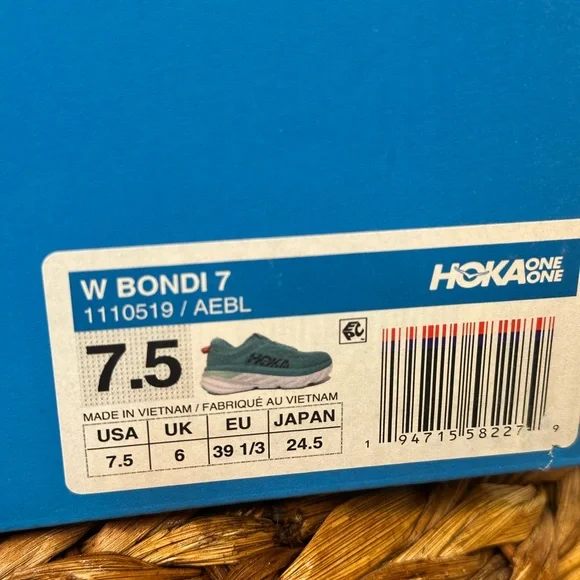 W BONDI 7
1110519 / AEBL
HOKA ONE ONE
7.5
HOKA
MADE IN VIETNAM / FABRIQUÉ AU VIETNAM
USA UK EU JAPAN
7.5 6 39 1/3 24.5
1 94715 58227 9